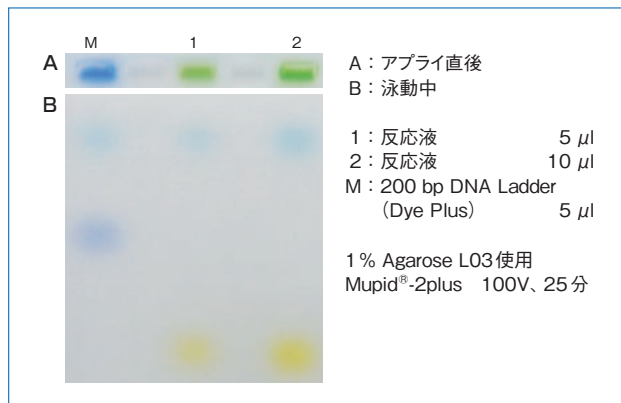 M 1 2
A
B
A：アプライ直後
B：泳動中
1：反応液 5 μl
2：反応液 10 μl
M：200 bp DNA Ladder
（Dye Plus） 5 μl
1％ Agarose L03使用
Mupid®-2plus 100V、25分